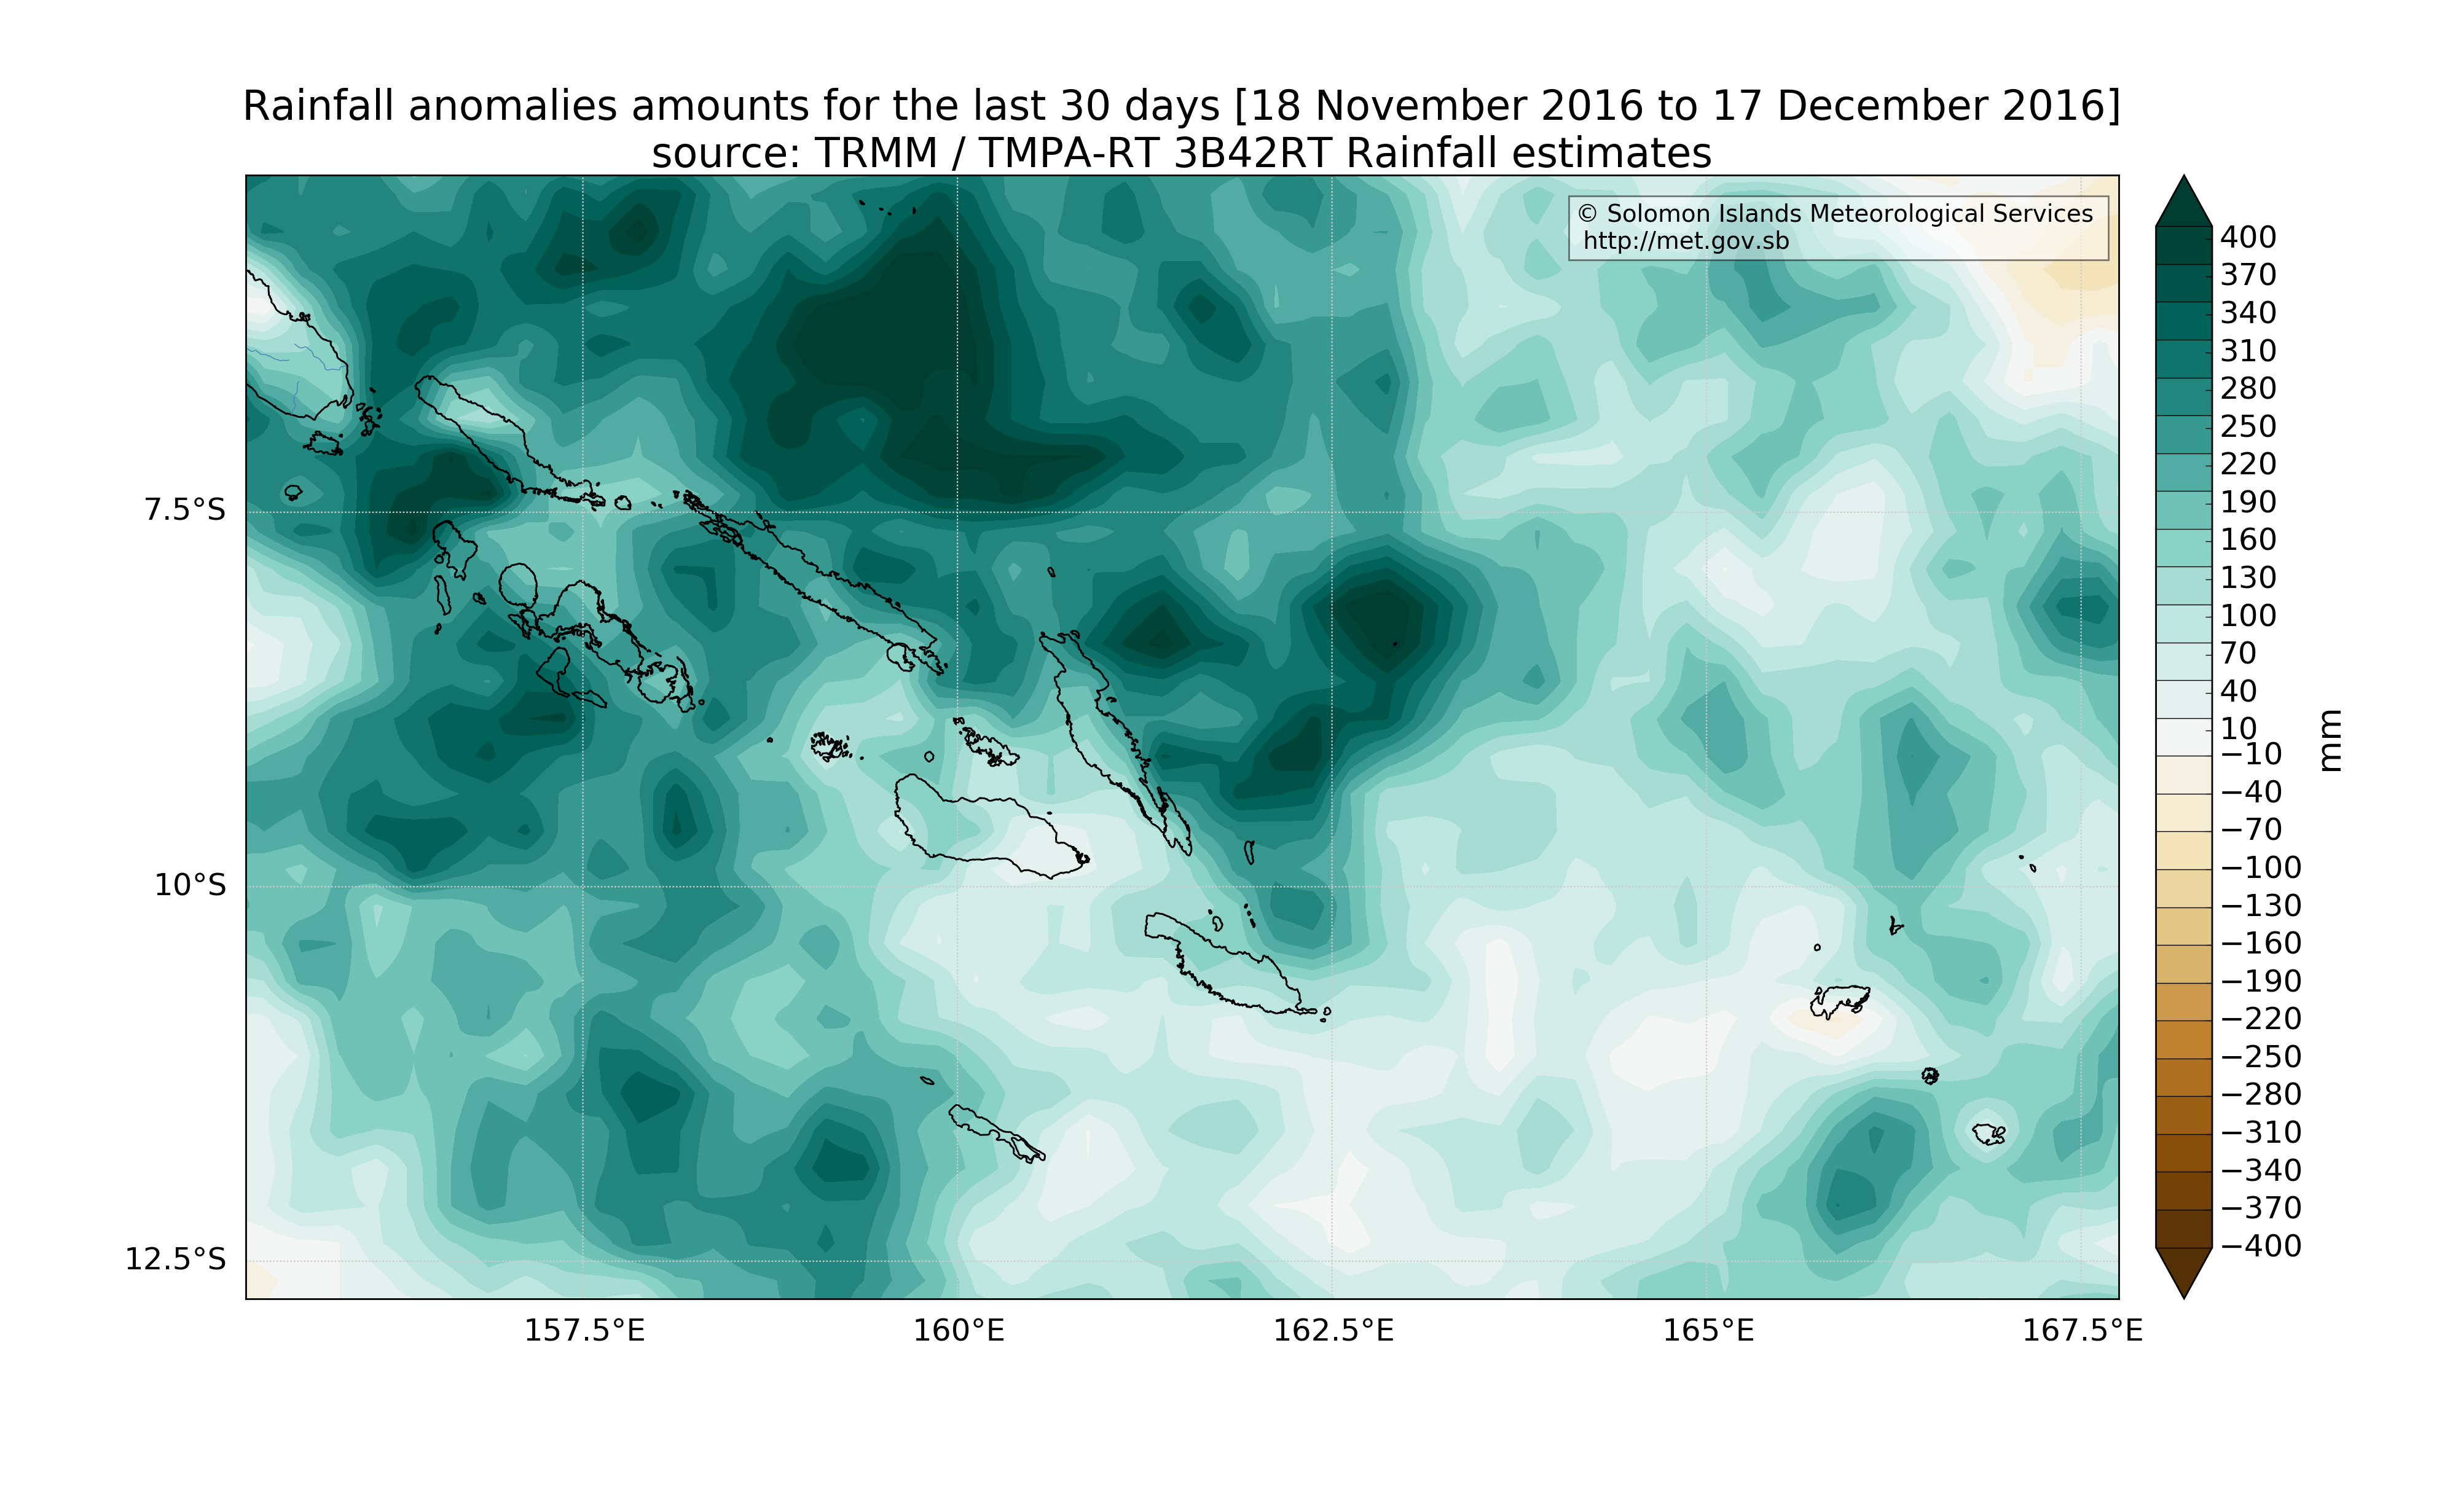 Rainfall anomalies amounts for the last 30 days [18 November 2016 to 17 December 2016]
source: TRMM / TMPA-RT 3B42RT Rainfall estimates
© Solomon Islands Meteorological Services
http://met.gov.sb
7.5°S
10°S
12.5°S
157.5°E
160°E
162.5°E
165°E
167.5°E
400
370
340
310
280
250
220
190
160
130
100
70
40
10
−10
−40
−70
−100
−130
−160
−190
−220
−250
−280
−310
−340
−370
−400
mm